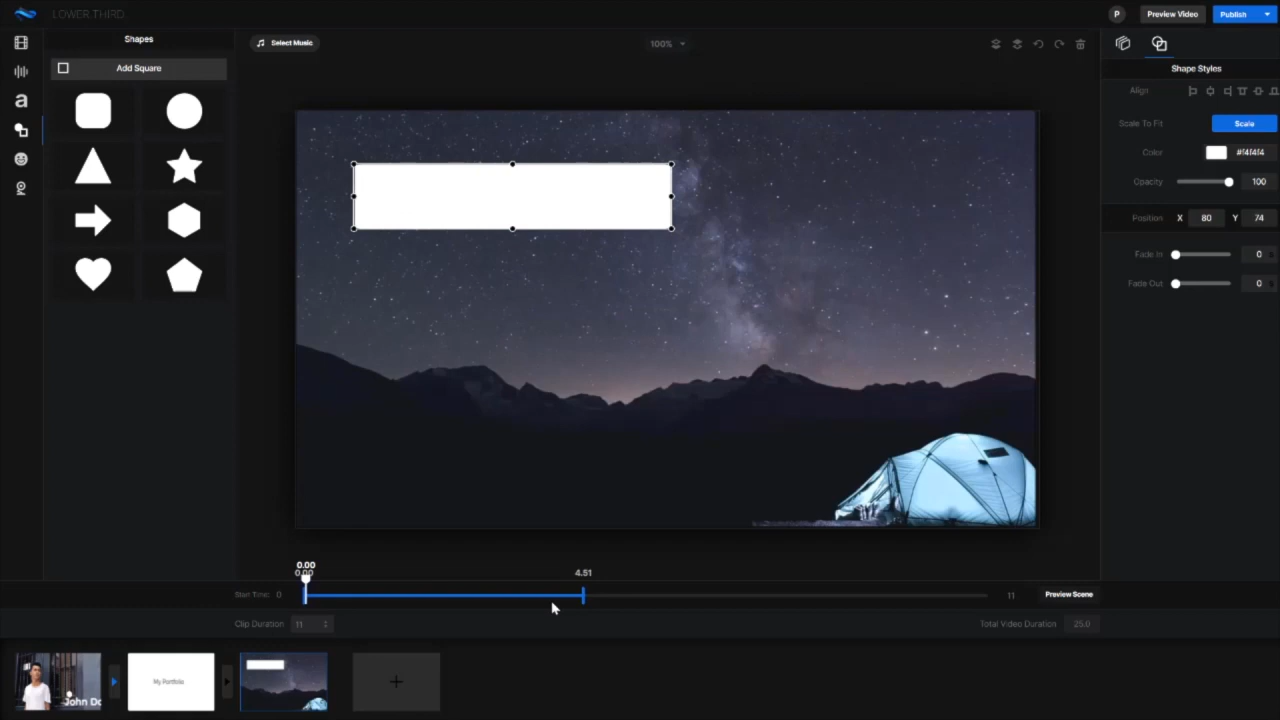 LOWER THIRD
P
Preview Video
Publish
Shapes
Select Music
100%
Add Square
Shape Styles
Align
Scale To Fit
Scale
Color
#f4f4f4
Opacity
100
Position
X
80
Y
74
Fade In
0
Fade Out
0
0.00
0.00
4.51
Start Time:
0
11
Preview Scene
Clip Duration
11
Total Video Duration
25.0
John Do
My Portfolio